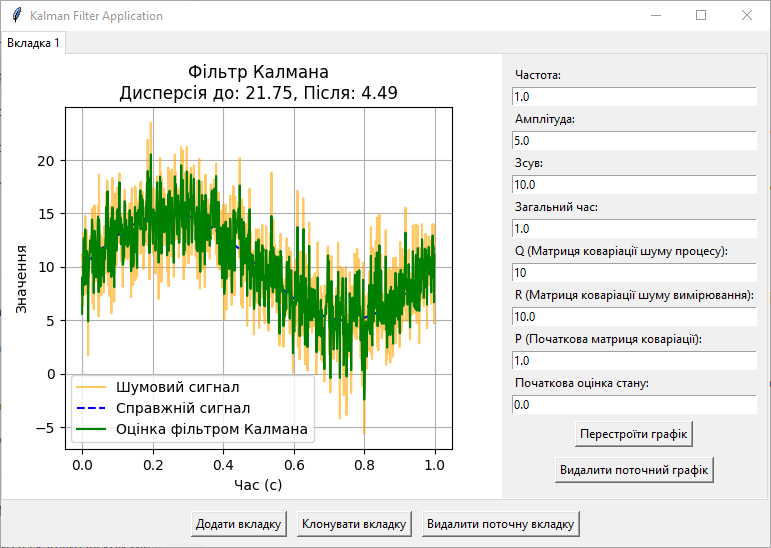 Kalman Filter Application
Вкладка 1
Фільтр Калмана
Дисперсія до: 21.75, Після: 4.49
Значення
20
15
10
5
0
−5
Шумовий сигнал
Справжній сигнал
Оцінка фільтром Калмана
0.0 0.2 0.4 0.6 0.8 1.0
Час (с)
Частота:
1.0
Амплітуда:
5.0
Зсув:
10.0
Загальний час:
1.0
Q (Матриця коваріації шуму процесу):
10
R (Матриця коваріації шуму вимірювання):
10.0
P (Початкова матриця коваріації):
1.0
Початкова оцінка стану:
0.0
Перестроїти графік
Видалити поточний графік
Додати вкладку Клонувати вкладку Видалити поточну вкладку